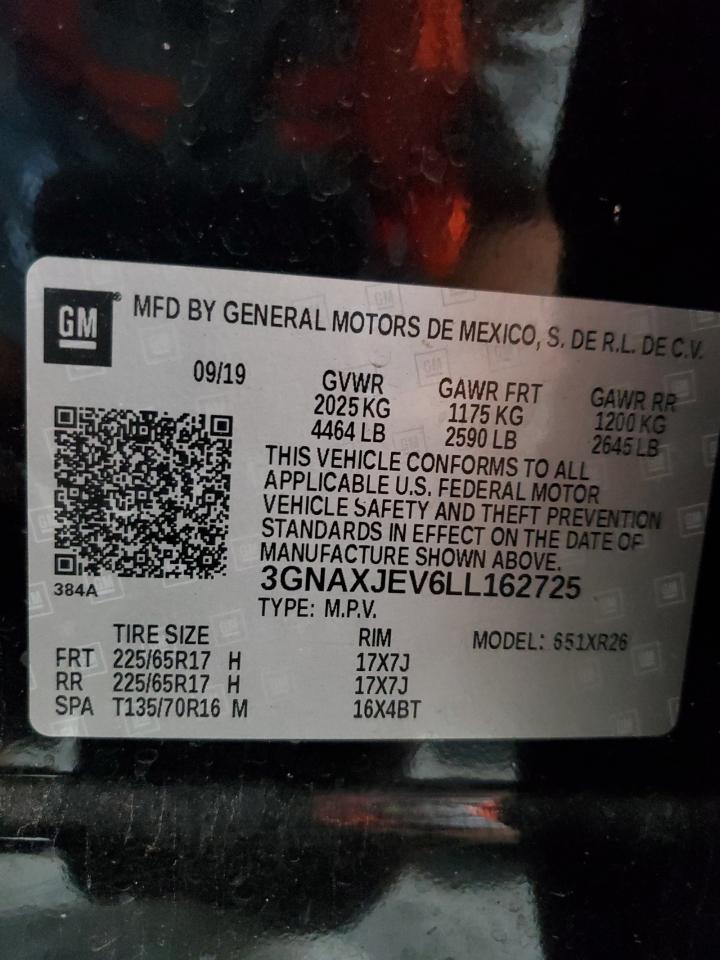 GM
MFD BY GENERAL MOTORS DE MEXICO, S. DE R.L. DE C.V.
09/19
GVWR GAWR FRT GAWR RR
2025 KG 1175 KG 1200 KG
4464 LB 2590 LB 2645 LB
THIS VEHICLE CONFORMS TO ALL
APPLICABLE U.S. FEDERAL MOTOR
VEHICLE SAFETY AND THEFT PREVENTION
STANDARDS IN EFFECT ON THE DATE OF
MANUFACTURE SHOWN ABOVE.
384A
3GNAXJEV6LL162725
TYPE: M.P.V.
TIRE SIZE RIM MODEL: 651XR26
FRT 225/65R17 H 17X7J
RR 225/65R17 H 17X7J
SPA T135/70R16 M 16X4BT